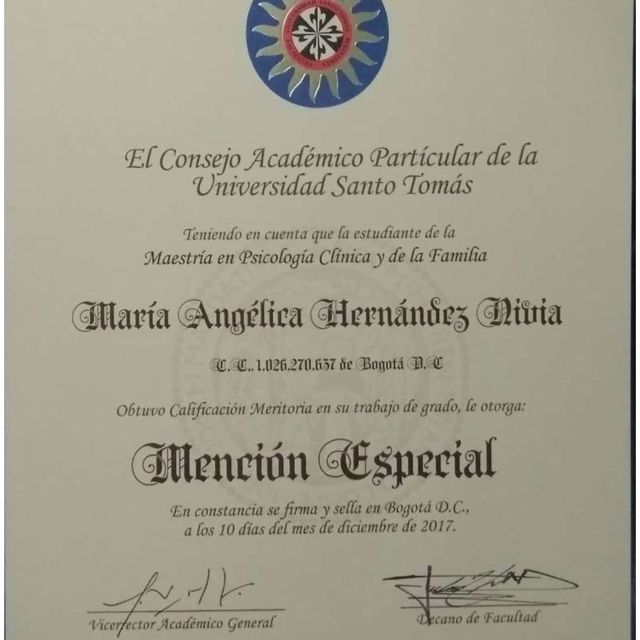 El Consejo Académico Partícular de la
Universidad Santo Tomás
Teniendo en cuenta que la estudiante de la
Maestría en Psicología Clínica y de la Familia
María Angélica Hernández Nivia
C. C.. 1.026.270.637 de Bogotá D.C
Obtuvo Calificación Meritoria en su trabajo de grado, le otorga:
Mención Especial
En constancia se firma y sella en Bogotá D.C.,
a los 10 días del mes de diciembre de 2017.
Vicerrector Académico General
Decano de Facultad